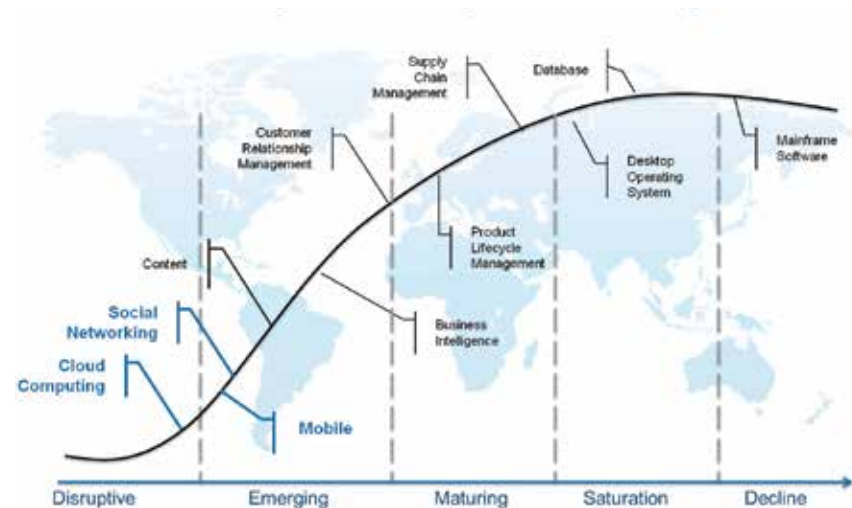 Supply
Chain
Management
Database
Customer
Relationship
Management
Mainframe
Software
Desktop
Operating
System
Product
Lifecycle
Management
Content
Social
Networking
Business
Intelligence
Cloud
Computing
Mobile
Disruptive
Emerging
Maturing
Saturation
Decline